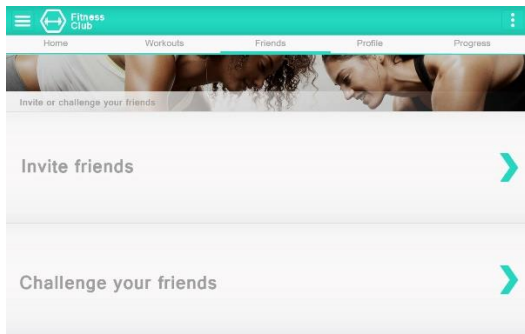 Fitness
Club
Home Workouts Friends Profile Progress
Invite or challenge your friends
Invite friends
Challenge your friends